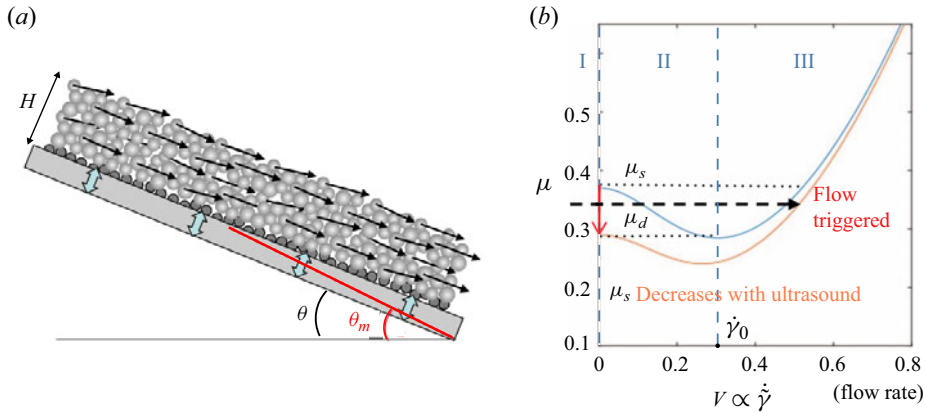 (a)
H
θ
θm
(b)
I II III
0.5
μs
0.4
μ
Flow
triggered
μd
0.3
0.2
μs Decreases with ultrasound
γ̇0
0.1
0 0.2 0.4 0.6 0.8
V ∝ γ̃̇ (flow rate)